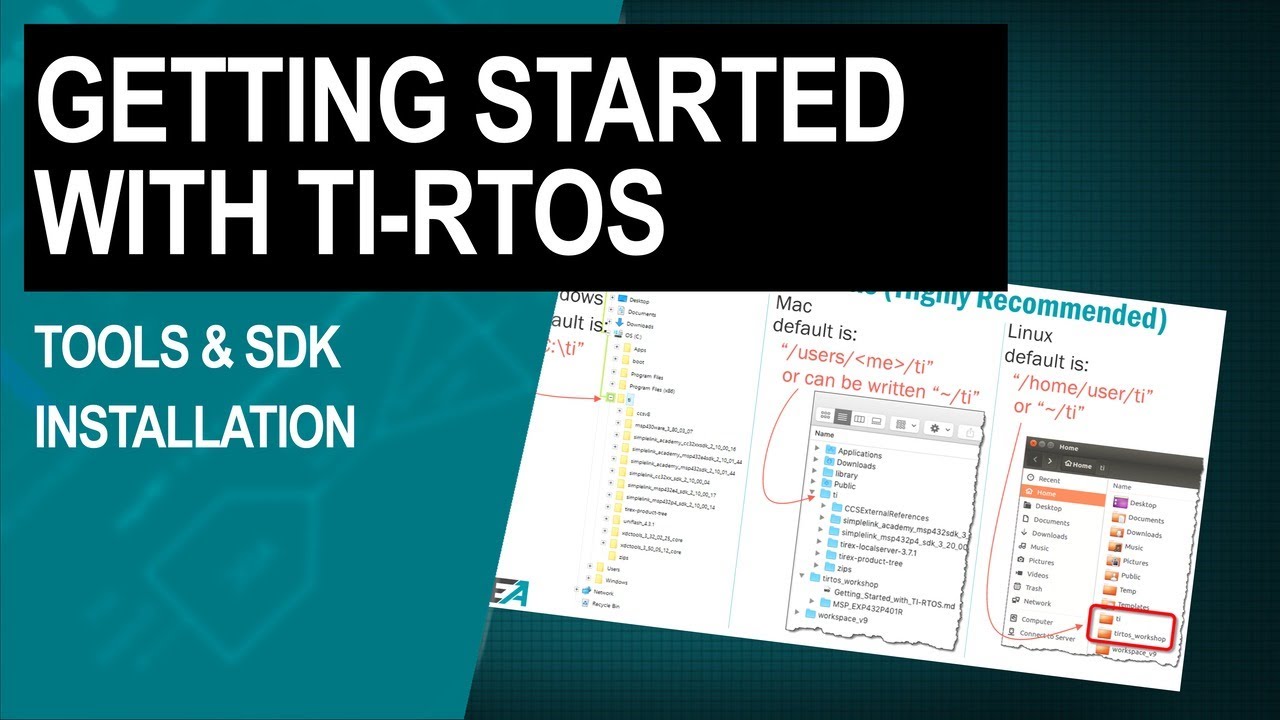 GETTING STARTED
WITH TI-RTOS
TOOLS & SDK
INSTALLATION
(Highly Recommended)
dows
ault is:
C:\ti”
Desktop
Documents
Downloads
OS (C:)
Apps
boot
Program Files
Program Files (x86)
ti
ccsv8
msp430ware_3_80_03_07
simplelink_academy_cc32xxsdk_2_10_00_16
simplelink_academy_msp432e4sdk_2_10_01_44
simplelink_academy_msp432sdk_2_10_01_44
simplelink_cc32xx_sdk_2_10_00_04
simplelink_msp432e4_sdk_2_10_00_17
simplelink_msp432p4_sdk_2_10_00_14
tirex-product-tree
uniflash_4.3.1
xdctools_3_32_02_25_core
xdctools_3_50_05_12_core
zips
Users
Windows
Network
Recycle Bin
EA
Mac
default is:
“/users/<me>/ti”
or can be written “~/ti”
Name
Applications
Downloads
library
Public
ti
CCSExternalReferences
simplelink_academy_msp432sdk_3.
simplelink_msp432p4_sdk_3_20_00
tirex-localserver-3.7.1
tirex-product-tree
zips
tirtos_workshop
Getting_Started_with_TI-RTOS.md
MSP_EXP432P401R
workspace_v9
Linux
default is:
“/home/user/ti”
or “~/ti”
Home
Home ti
Recent
Home
Desktop
Documents
Downloads
Music
Pictures
Videos
Trash
Network
Computer
Connect to Server
Name
Desktop
Documents
Downloads
Music
Pictures
Public
Temp
Templates
ti
tirtos_workshop
workspace_v9